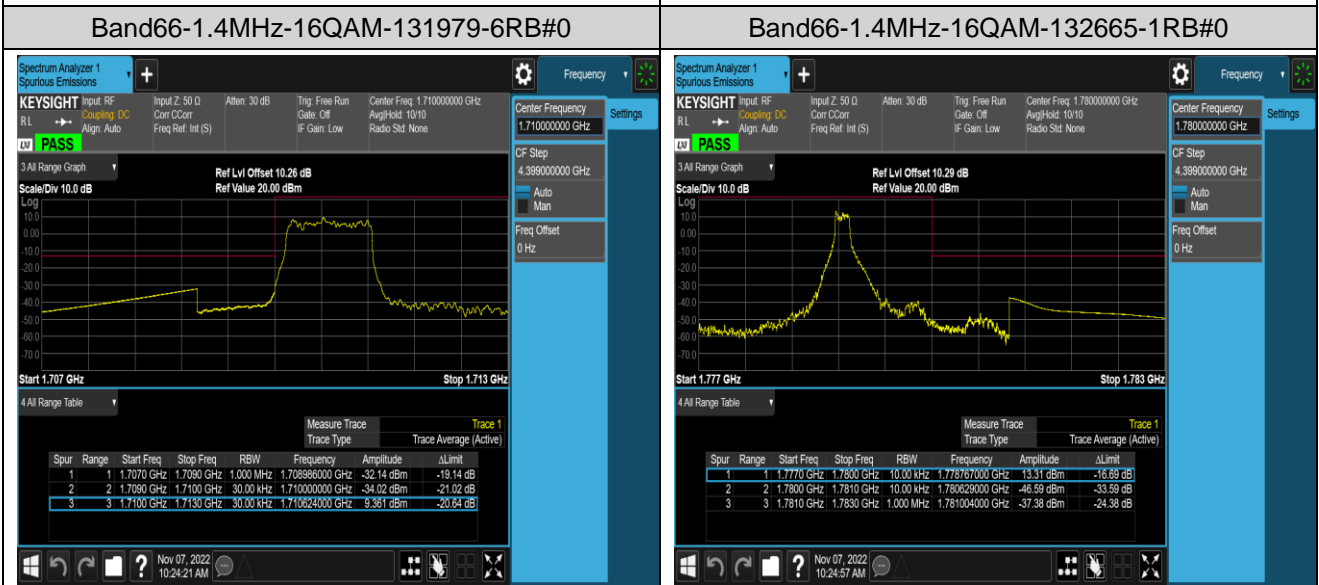 Band66-1.4MHz-16QAM-131979-6RB#0
Spectrum Analyzer 1
Spurious Emissions
+
Frequency
KEYSIGHT
RL
Input: RF
Coupling: DC
Align: Auto
Input Z: 50 Ω
Corr CCorr
Freq Ref: Int (S)
Atten: 30 dB
Trig: Free Run
Gate: Off
IF Gain: Low
Center Freq: 1.710000000 GHz
Avg|Hold: 10/10
Radio Std: None
LXI
PASS
Center Frequency
1.710000000 GHz
Settings
CF Step
4.399000000 GHz
Auto
Man
Freq Offset
0 Hz
3 All Range Graph
Ref Lvl Offset 10.26 dB
Scale/Div 10.0 dB
Ref Value 20.00 dBm
Log
10.0
0.00
-10.0
-20.0
-30.0
-40.0
-50.0
-60.0
-70.0
Start 1.707 GHz
Stop 1.713 GHz
4 All Range Table
Measure Trace Trace 1
Trace Type Trace Average (Active)
Spur Range Start Freq Stop Freq RBW Frequency Amplitude ΔLimit
1 1 1.7070 GHz 1.7090 GHz 1.000 MHz 1.708986000 GHz -32.14 dBm -19.14 dB
2 2 1.7090 GHz 1.7100 GHz 30.00 kHz 1.710000000 GHz -34.02 dBm -21.02 dB
3 3 1.7100 GHz 1.7130 GHz 30.00 kHz 1.710624000 GHz 9.361 dBm -20.64 dB
?
Nov 07, 2022
10:24:21 AM
Band66-1.4MHz-16QAM-132665-1RB#0
Spectrum Analyzer 1
Spurious Emissions
+
Frequency
KEYSIGHT
RL
Input: RF
Coupling: DC
Align: Auto
Input Z: 50 Ω
Corr CCorr
Freq Ref: Int (S)
Atten: 30 dB
Trig: Free Run
Gate: Off
IF Gain: Low
Center Freq: 1.780000000 GHz
Avg|Hold: 10/10
Radio Std: None
LXI
PASS
Center Frequency
1.780000000 GHz
Settings
CF Step
4.399000000 GHz
Auto
Man
Freq Offset
0 Hz
3 All Range Graph
Ref Lvl Offset 10.29 dB
Scale/Div 10.0 dB
Ref Value 20.00 dBm
Log
10.0
0.00
-10.0
-20.0
-30.0
-40.0
-50.0
-60.0
-70.0
Start 1.777 GHz
Stop 1.783 GHz
4 All Range Table
Measure Trace Trace 1
Trace Type Trace Average (Active)
Spur Range Start Freq Stop Freq RBW Frequency Amplitude ΔLimit
1 1 1.7770 GHz 1.7800 GHz 10.00 kHz 1.778767000 GHz 13.31 dBm -16.69 dB
2 2 1.7800 GHz 1.7810 GHz 10.00 kHz 1.780629000 GHz -46.59 dBm -33.59 dB
3 3 1.7810 GHz 1.7830 GHz 1.000 MHz 1.781004000 GHz -37.38 dBm -24.38 dB
?
Nov 07, 2022
10:24:57 AM